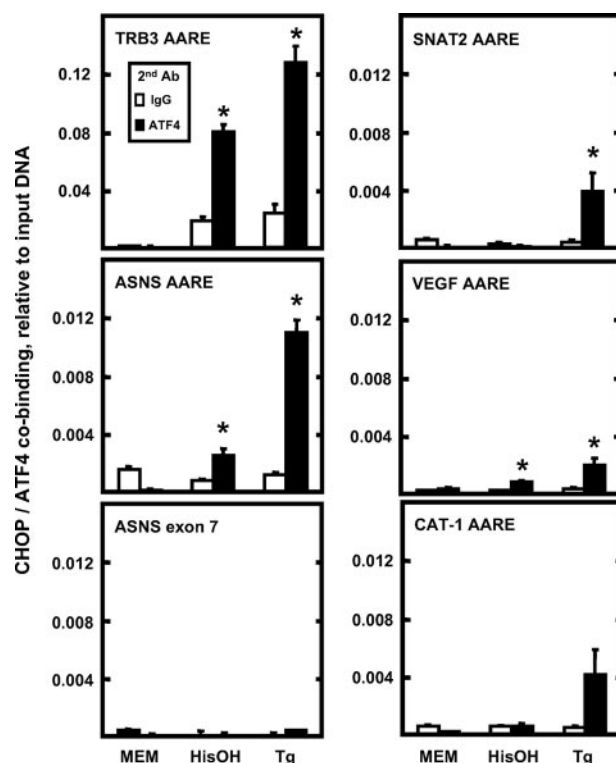 CHOP / ATF4 co-binding, relative to input DNA
TRB3 AARE
2nd Ab
IgG
ATF4
0.12
0.08
0.04
*
*
SNAT2 AARE
0.012
0.008
0.004
*
ASNS AARE
0.012
0.008
0.004
*
*
VEGF AARE
0.012
0.008
0.004
*
*
ASNS exon 7
0.012
0.008
0.004
MEM HisOH Tg
CAT-1 AARE
0.012
0.008
0.004
MEM HisOH Tg